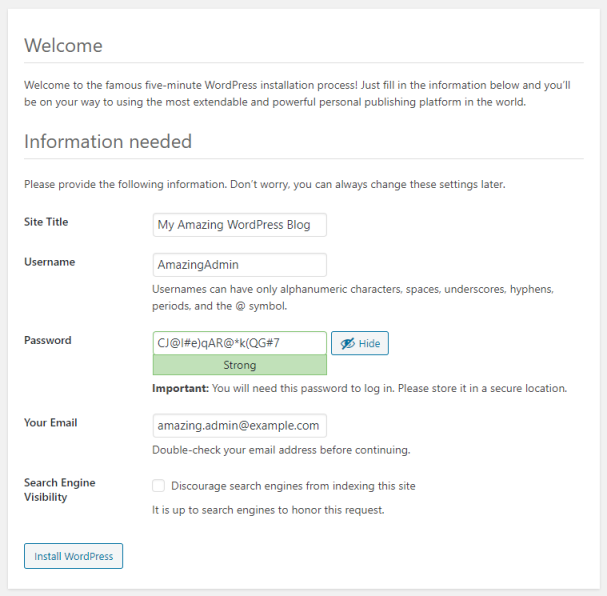 Welcome
Welcome to the famous five-minute WordPress installation process! Just fill in the information below and you’ll
be on your way to using the most extendable and powerful personal publishing platform in the world.
Information needed
Please provide the following information. Don’t worry, you can always change these settings later.
Site Title
My Amazing WordPress Blog
Username
AmazingAdmin
Usernames can have only alphanumeric characters, spaces, underscores, hyphens,
periods, and the @ symbol.
Password
CJ@I#e)qAR@*k(QG#7
Hide
Strong
Important: You will need this password to log in. Please store it in a secure location.
Your Email
amazing.admin@example.com
Double-check your email address before continuing.
Search Engine
Visibility
Discourage search engines from indexing this site
It is up to search engines to honor this request.
Install WordPress